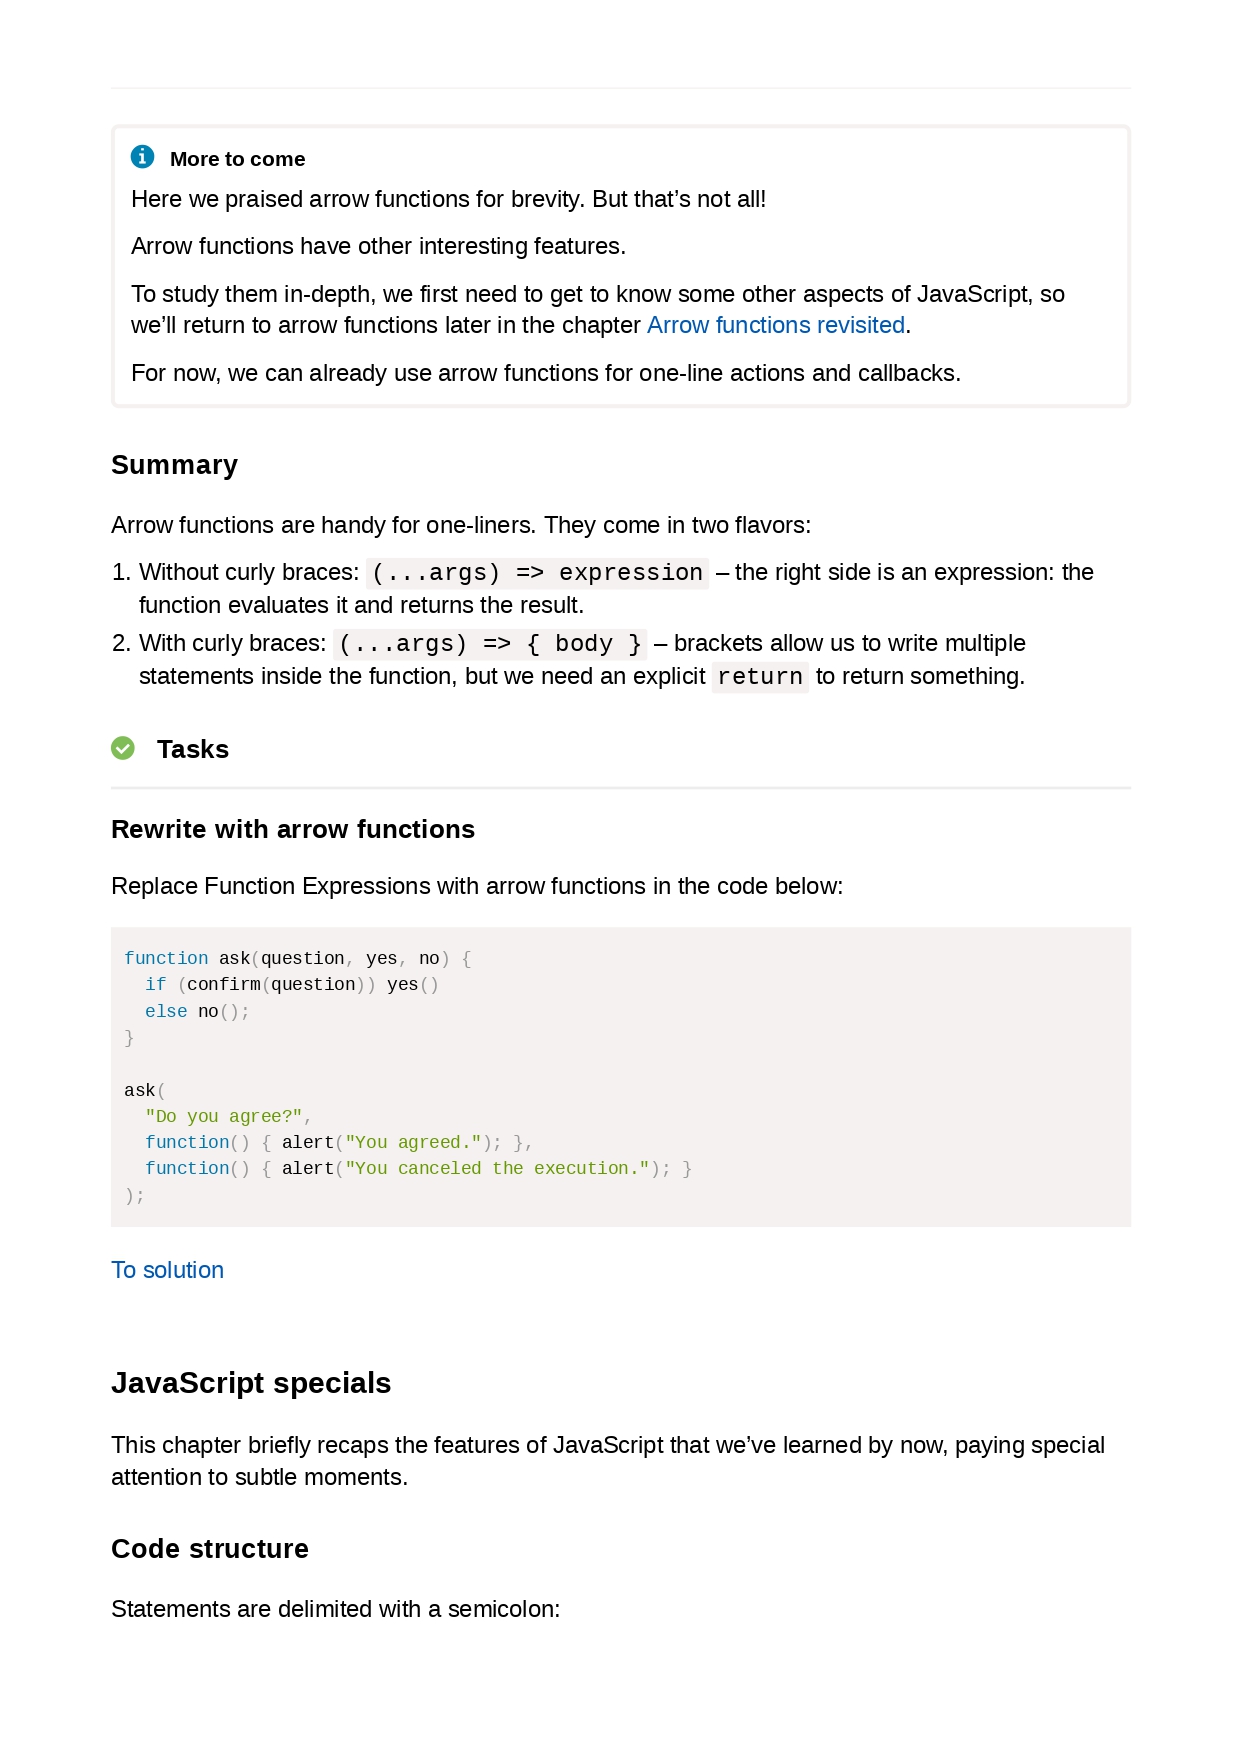 More to come
Here we praised arrow functions for brevity. But that’s not all!
Arrow functions have other interesting features.
To study them in-depth, we first need to get to know some other aspects of JavaScript, so
we’ll return to arrow functions later in the chapter Arrow functions revisited.
For now, we can already use arrow functions for one-line actions and callbacks.
Summary
Arrow functions are handy for one-liners. They come in two flavors:
1. Without curly braces: (...args) => expression – the right side is an expression: the
function evaluates it and returns the result.
2. With curly braces: (...args) => { body } – brackets allow us to write multiple
statements inside the function, but we need an explicit return to return something.
Tasks
Rewrite with arrow functions
Replace Function Expressions with arrow functions in the code below:
function ask(question, yes, no) {
  if (confirm(question)) yes()
  else no();
}
ask(
  "Do you agree?",
  function() { alert("You agreed."); },
  function() { alert("You canceled the execution."); }
);
To solution
JavaScript specials
This chapter briefly recaps the features of JavaScript that we’ve learned by now, paying special
attention to subtle moments.
Code structure
Statements are delimited with a semicolon: